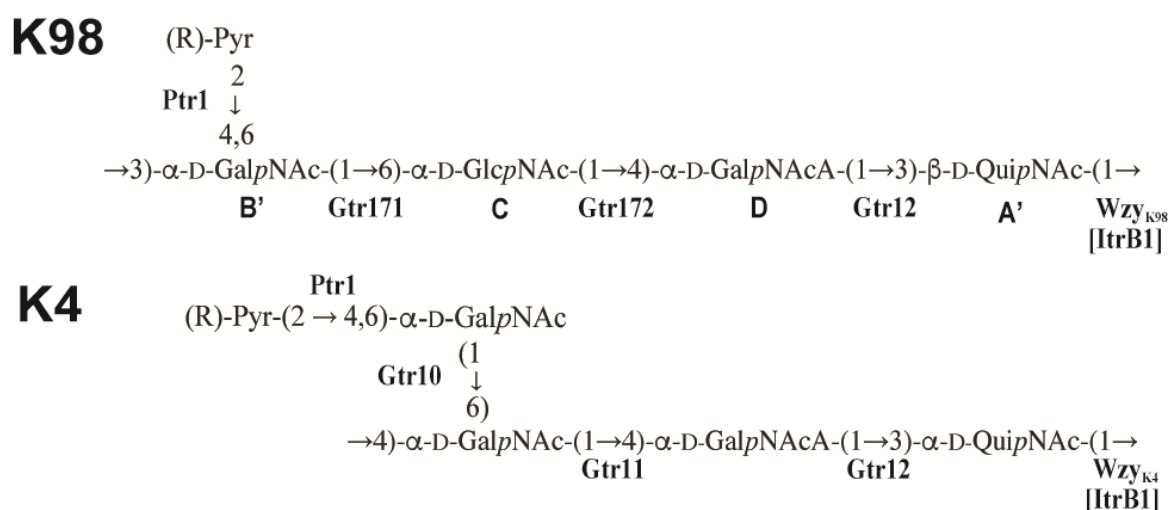 K98 (R)-Pyr
2
Ptr1 ↓
4,6
→3)-α-D-GalpNAc-(1→6)-α-D-GlcpNAc-(1→4)-α-D-GalpNAcA-(1→3)-β-D-QuipNAc-(1→
B' Gtr171 C Gtr172 D Gtr12 A' WzyK98
[ItrB1]
K4 Ptr1
(R)-Pyr-(2 → 4,6)-α-D-GalpNAc
(1
Gtr10 ↓
6)
→4)-α-D-GalpNAc-(1→4)-α-D-GalpNAcA-(1→3)-α-D-QuipNAc-(1→
Gtr11 Gtr12 WzyK4
[ItrB1]